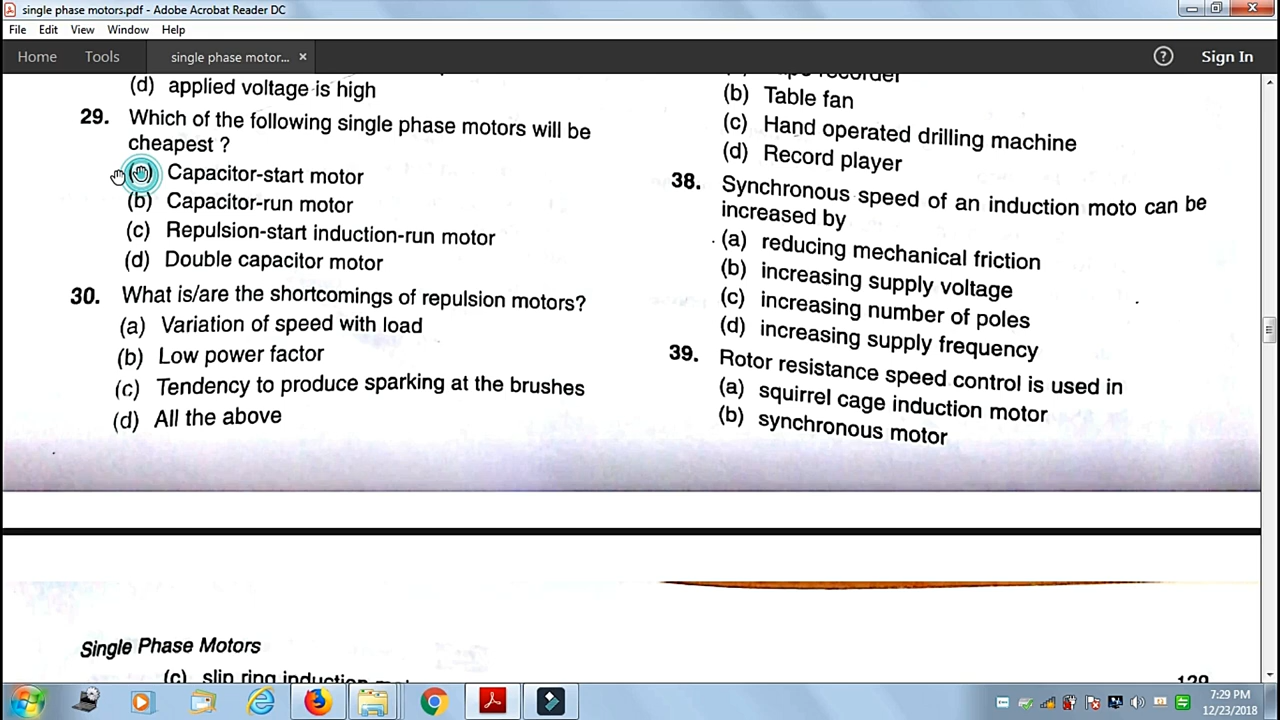 single phase motors.pdf - Adobe Acrobat Reader DC
File Edit View Window Help
Home Tools single phase motor... × ? Sign In
(d) applied voltage is high
29. Which of the following single phase motors will be
cheapest ?
Capacitor-start motor
(b) Capacitor-run motor
(c) Repulsion-start induction-run motor
(d) Double capacitor motor
30. What is/are the shortcomings of repulsion motors?
(a) Variation of speed with load
(b) Low power factor
(c) Tendency to produce sparking at the brushes
(d) All the above
recorder
(b) Table fan
(c) Hand operated drilling machine
(d) Record player
38. Synchronous speed of an induction moto can be
increased by
(a) reducing mechanical friction
(b) increasing supply voltage
(c) increasing number of poles
(d) increasing supply frequency
39. Rotor resistance speed control is used in
(a) squirrel cage induction motor
(b) synchronous motor
Single Phase Motors
(c) slip ring induction
7:29 PM
12/23/2018